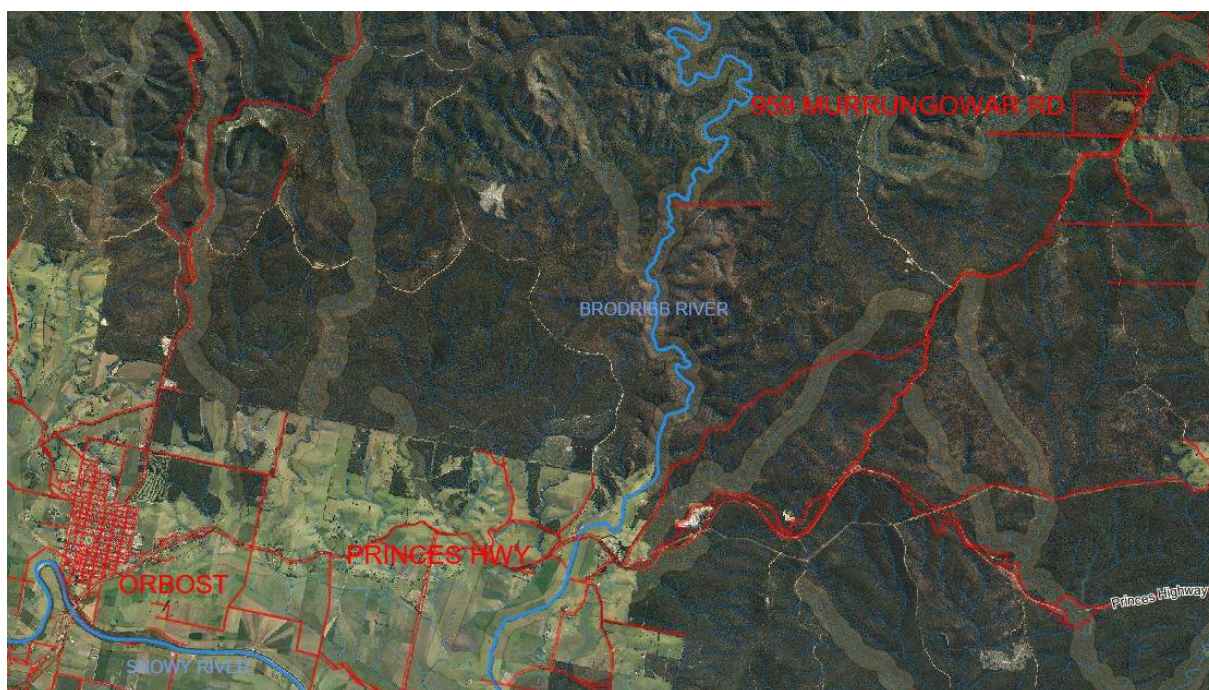 959 MURRUNGOWAR RD
BRODRIBB RIVER
PRINCES HWY
ORBOST
Princes Highway
SNOWY RIVER